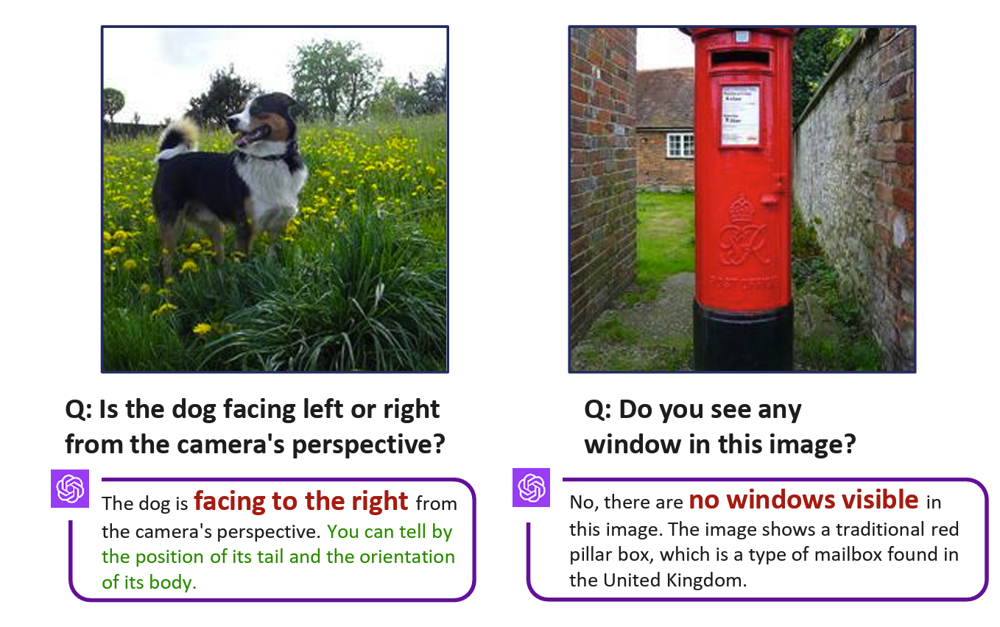 Q: Is the dog facing left or right
from the camera's perspective?
The dog is facing to the right from
the camera's perspective. You can tell by
the position of its tail and the orientation
of its body.
POST OFFICE
Q: Do you see any
window in this image?
No, there are no windows visible in
this image. The image shows a traditional red
pillar box, which is a type of mailbox found in
the United Kingdom.